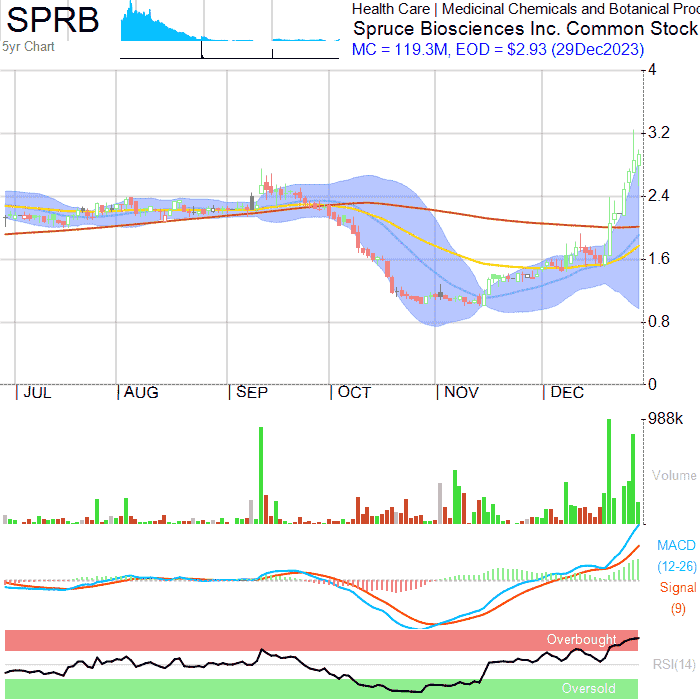 SPRB
5yr Chart
Health Care | Medicinal Chemicals and Botanical Prod
Spruce Biosciences Inc. Common Stock
MC = 119.3M, EOD = $2.93 (29Dec2023)
4
3.2
2.4
1.6
0.8
0
JUL AUG SEP OCT NOV DEC
988k
Volume
MACD
(12-26)
Signal
(9)
Overbought
RSI(14)
Oversold